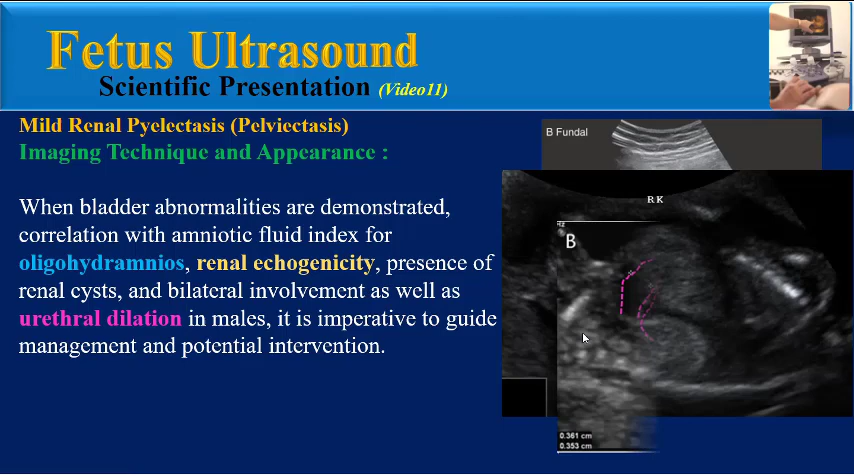 Fetus Ultrasound
Scientific Presentation (Video11)
Mild Renal Pyelectasis (Pelviectasis)
Imaging Technique and Appearance :
When bladder abnormalities are demonstrated,
correlation with amniotic fluid index for
oligohydramnios, renal echogenicity, presence of
renal cysts, and bilateral involvement as well as
urethral dilation in males, it is imperative to guide
management and potential intervention.
B Fundal
R K
B
0.361 cm
0.353 cm